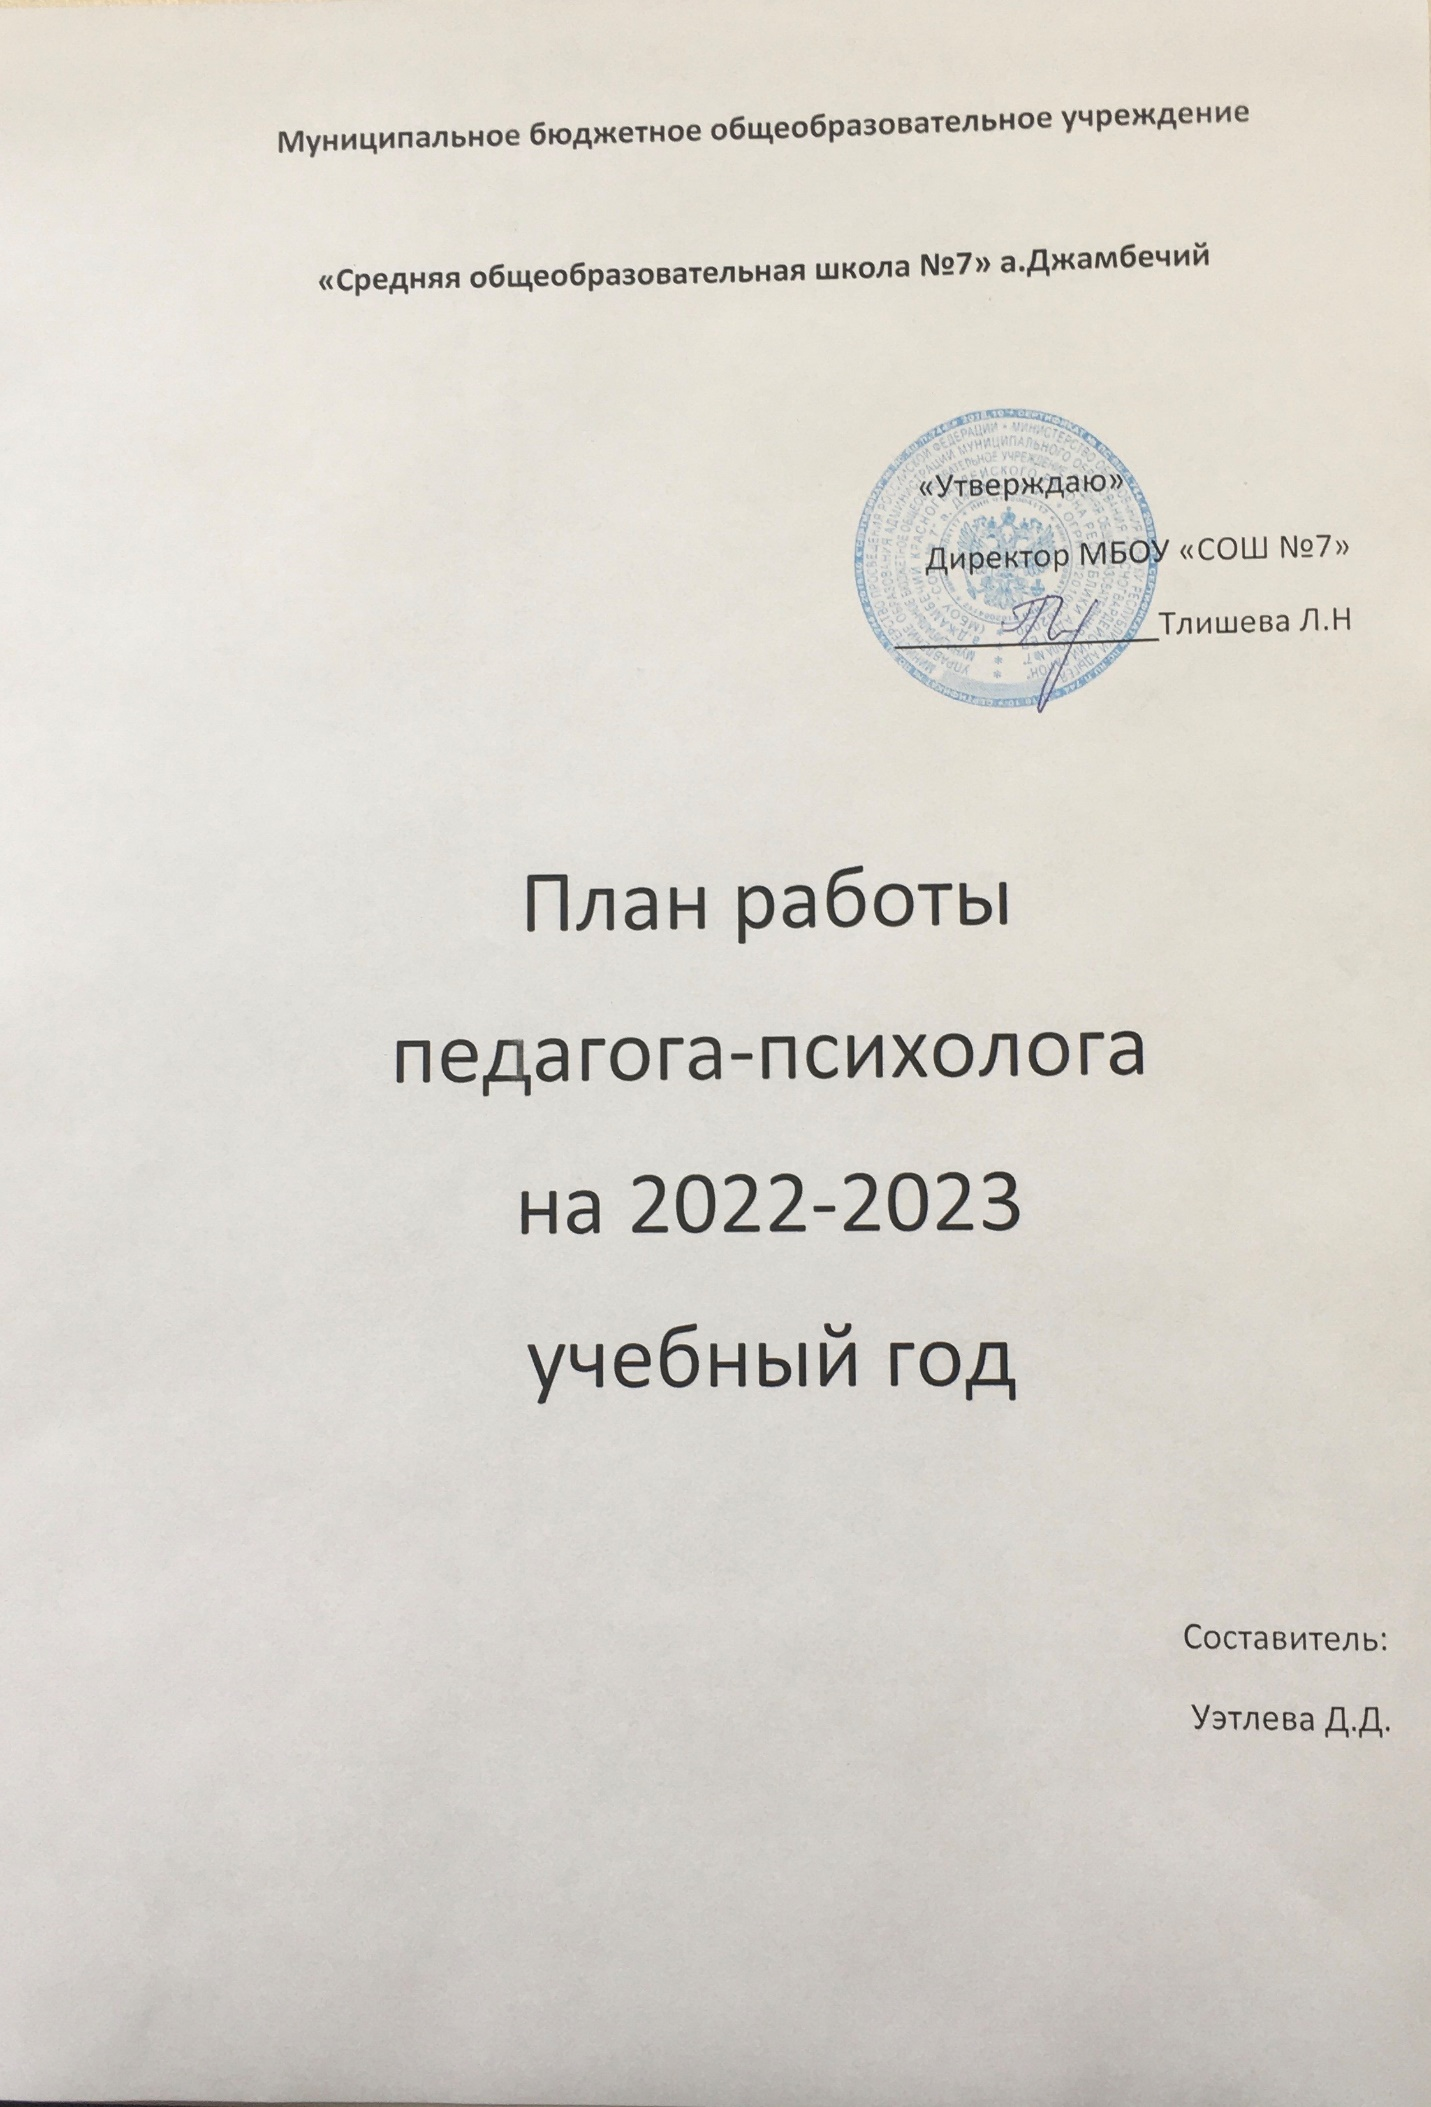 Муниципальное бюджетное общеобразовательное учреждение
«Средняя общеобразовательная школа №7» а.Джамбечий
«Утверждаю»
Директор МБОУ «СОШ №7»
Тлишева Л.Н
План работы
педагога-психолога
на 2022-2023
учебный год
Составитель:
Уэтлева Д.Д.